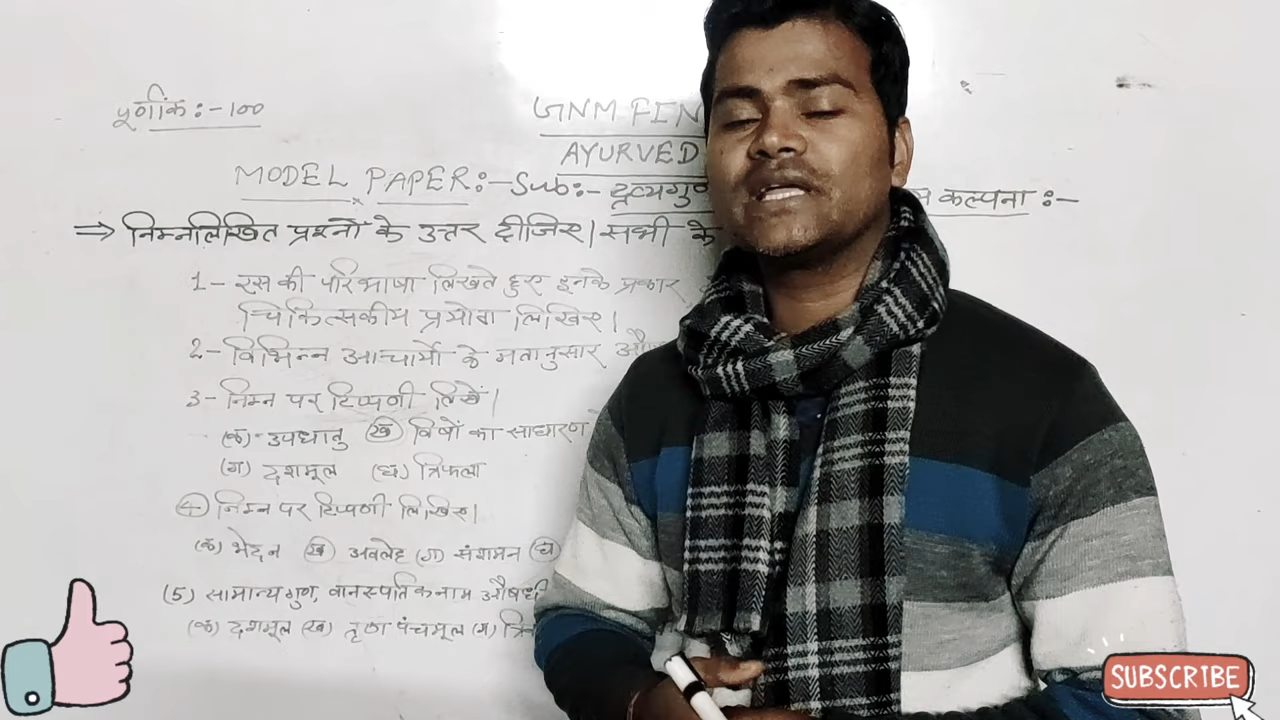 पूर्णांक:-100
GNM FIN
AYURVED
MODEL PAPER:- Sub:- द्रव्यगुण कल्पना :-
⇒ निम्नलिखित प्रश्नों के उत्तर दीजिए। सभी के
1- रस की परिभाषा लिखते हुए इनके प्रकार
चिकित्सकीय प्रयोग लिखिए।
2- विभिन्न आचार्यों के मतानुसार
3- निम्न पर टिप्पणी लिखें।
(क) उपधातु (ख) विषों का साधारण
(ग) दशमूल (घ) त्रिफला
(4) निम्न पर टिप्पणी लिखिए।
(क) भेदन (ख) अवलेह (ग) संशमन (घ)
(5) सामान्य गुण, वानस्पतिक नाम औषधी
(क) दशमूल (ख) तृण पंचमूल (ग)
SUBSCRIBE